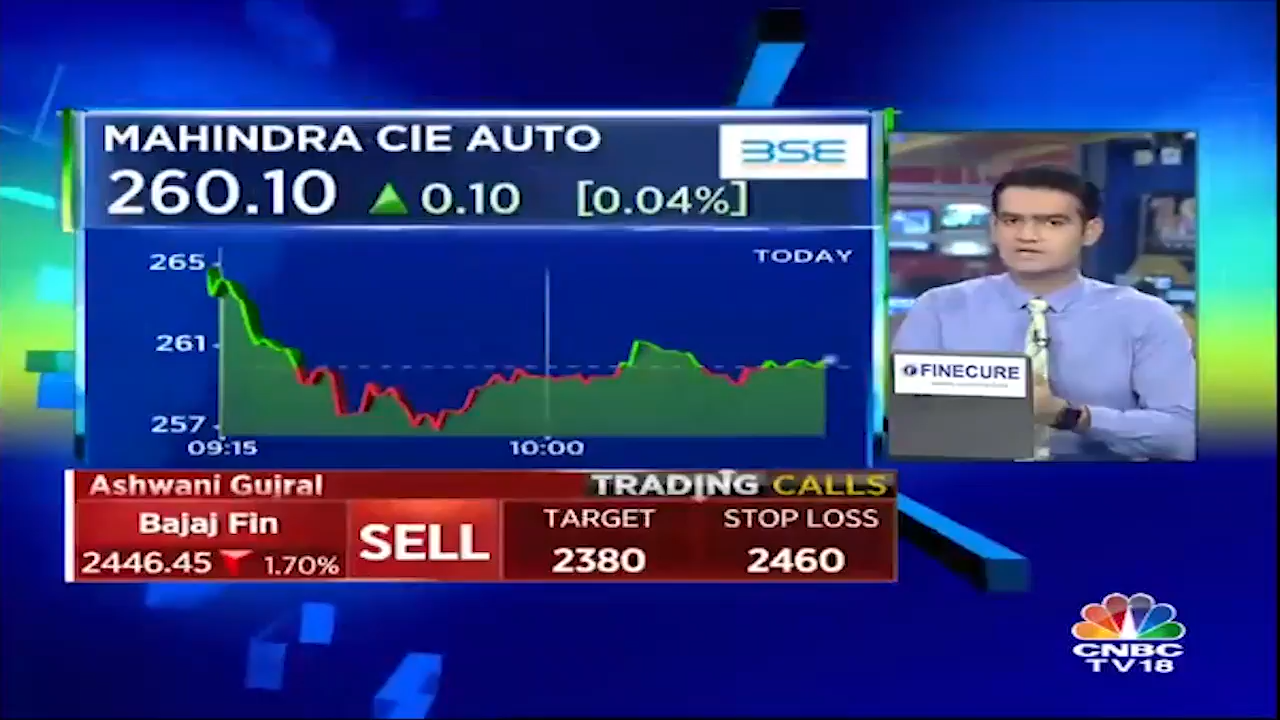 MAHINDRA CIE AUTO
BSE
260.10 ▲ 0.10 [0.04%]
TODAY
265
261
257
09:15 10:00
FINECURE
Ashwani Gujral
TRADING CALLS
Bajaj Fin
2446.45 ▼ 1.70%
SELL
TARGET
2380
STOP LOSS
2460
CNBC
TV18